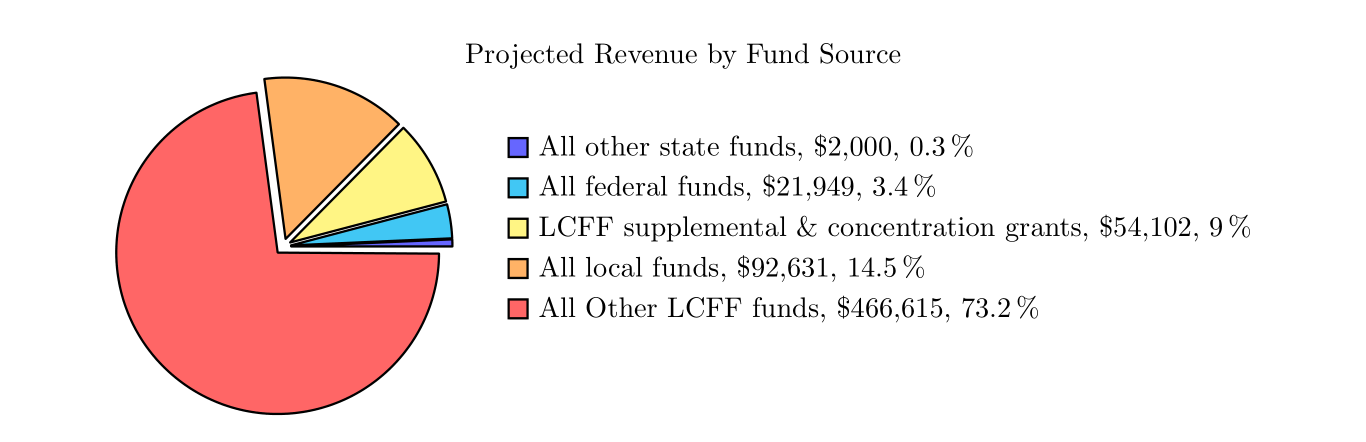 Projected Revenue by Fund Source
All other state funds, $2,000, 0.3 %
All federal funds, $21,949, 3.4 %
LCFF supplemental & concentration grants, $54,102, 9 %
All local funds, $92,631, 14.5 %
All Other LCFF funds, $466,615, 73.2 %